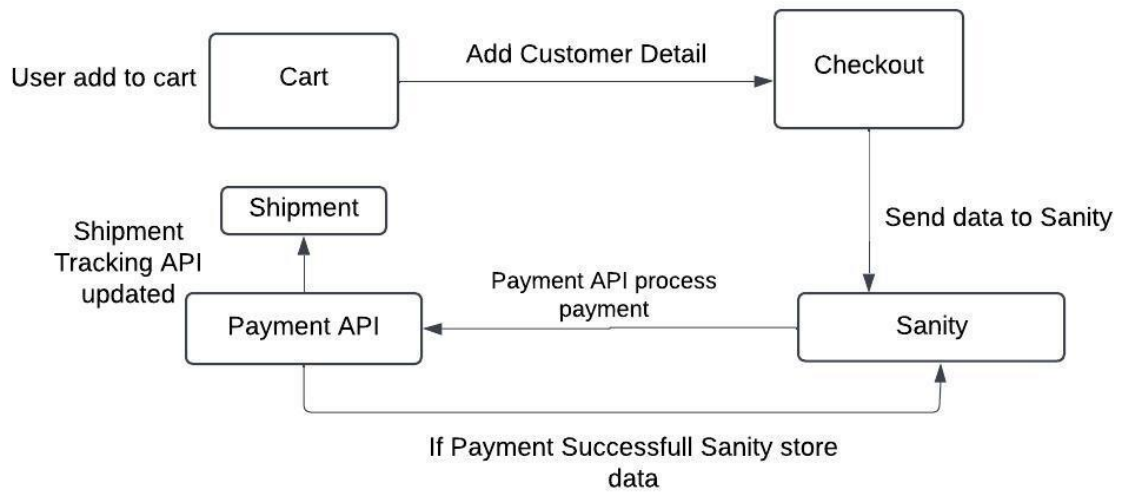 User add to cart
Cart
Add Customer Detail
Checkout
Send data to Sanity
Shipment
Shipment
Tracking API
updated
Payment API process
payment
Payment API
Sanity
If Payment Successfull Sanity store
data